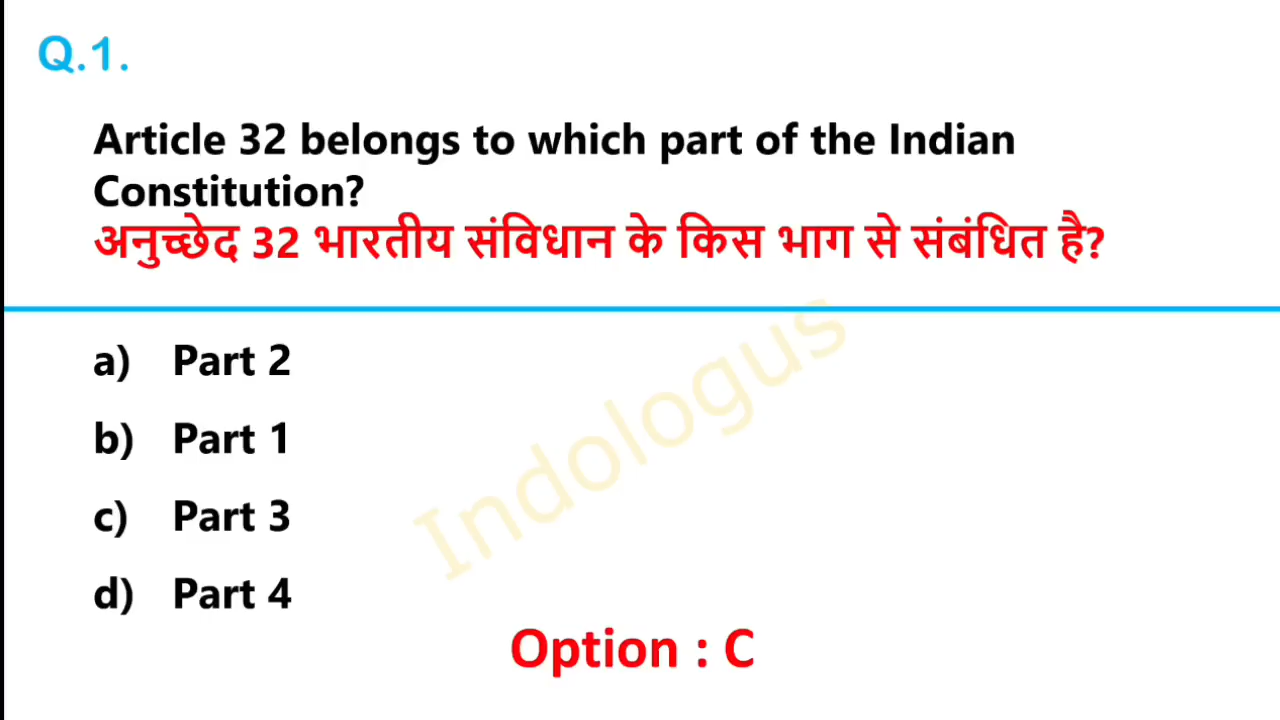 Q.1.
Article 32 belongs to which part of the Indian
Constitution?
अनुच्छेद 32 भारतीय संविधान के किस भाग से संबंधित है?
a) Part 2
b) Part 1
c) Part 3
d) Part 4
Indologus
Option : C